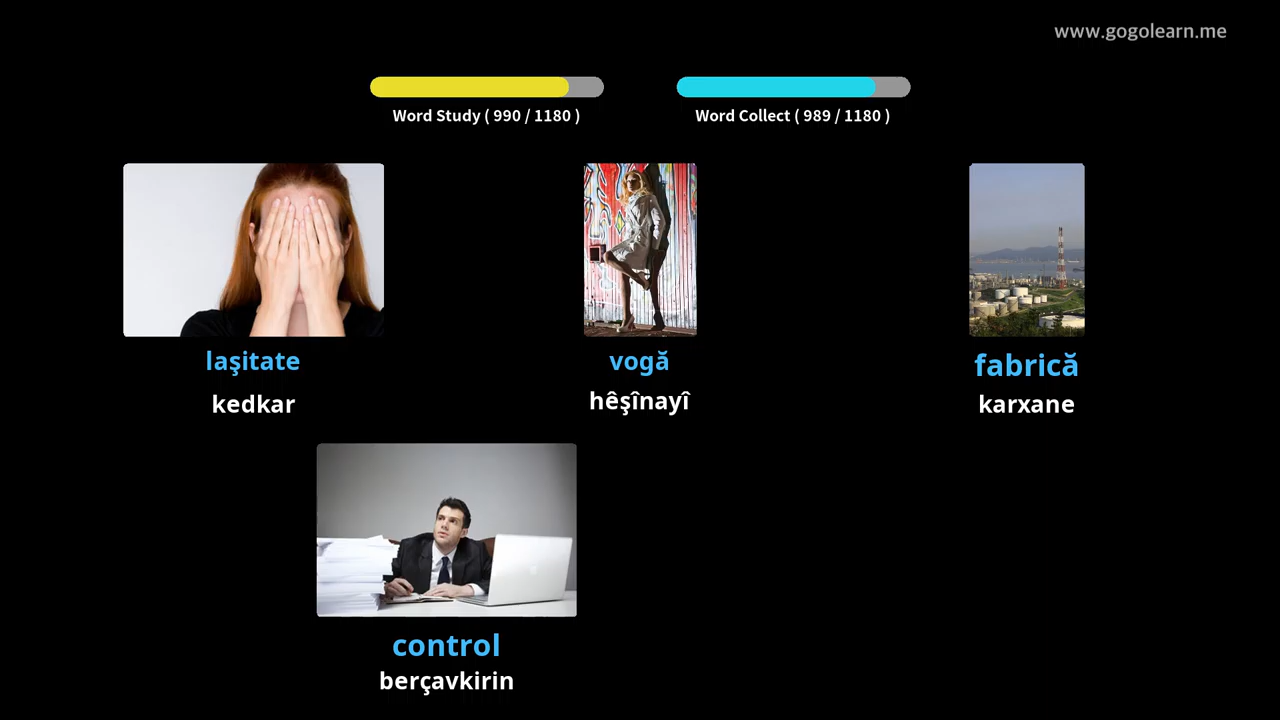 www.gogolearn.me
Word Study ( 990 / 1180 )
Word Collect ( 989 / 1180 )
laşitate
vogă
fabrică
kedkar
hêşînayî
karxane
control
berçavkirin